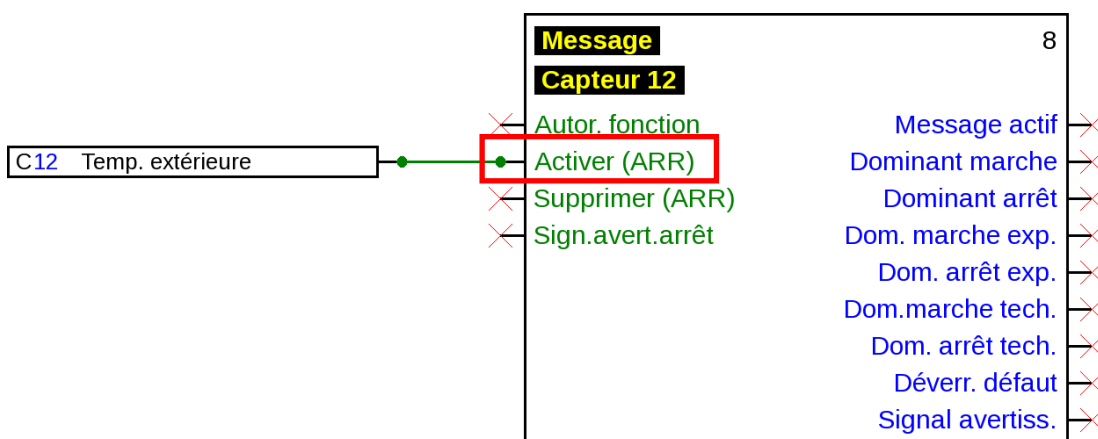 Message 8
Capteur 12
Autor. fonction Message actif
C12 Temp. extérieure Activer (ARR) Dominant marche
Supprimer (ARR) Dominant arrêt
Sign.avert.arrêt Dom. marche exp.
Dom. arrêt exp.
Dom.marche tech.
Dom. arrêt tech.
Déverr. défaut
Signal avertiss.